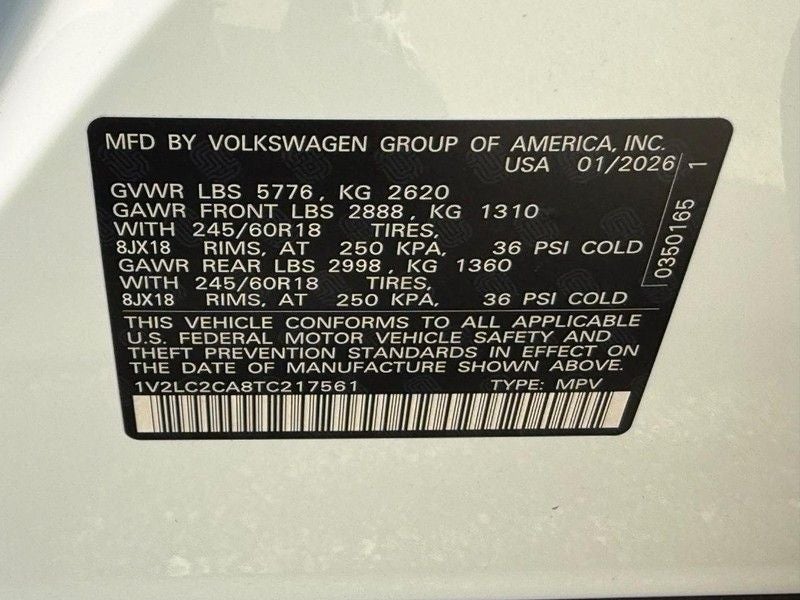 MFD BY VOLKSWAGEN GROUP OF AMERICA, INC.
USA 01/2026
GVWR LBS 5776, KG 2620
GAWR FRONT LBS 2888, KG 1310
WITH 245/60R18 TIRES,
8JX18 RIMS, AT 250 KPA, 36 PSI COLD
GAWR REAR LBS 2998, KG 1360
WITH 245/60R18 TIRES,
8JX18 RIMS, AT 250 KPA, 36 PSI COLD
THIS VEHICLE CONFORMS TO ALL APPLICABLE
U.S. FEDERAL MOTOR VEHICLE SAFETY AND
THEFT PREVENTION STANDARDS IN EFFECT ON
THE DATE OF MANUFACTURE SHOWN ABOVE.
1V2LC2CA8TC217561 TYPE: MPV
0350165 1